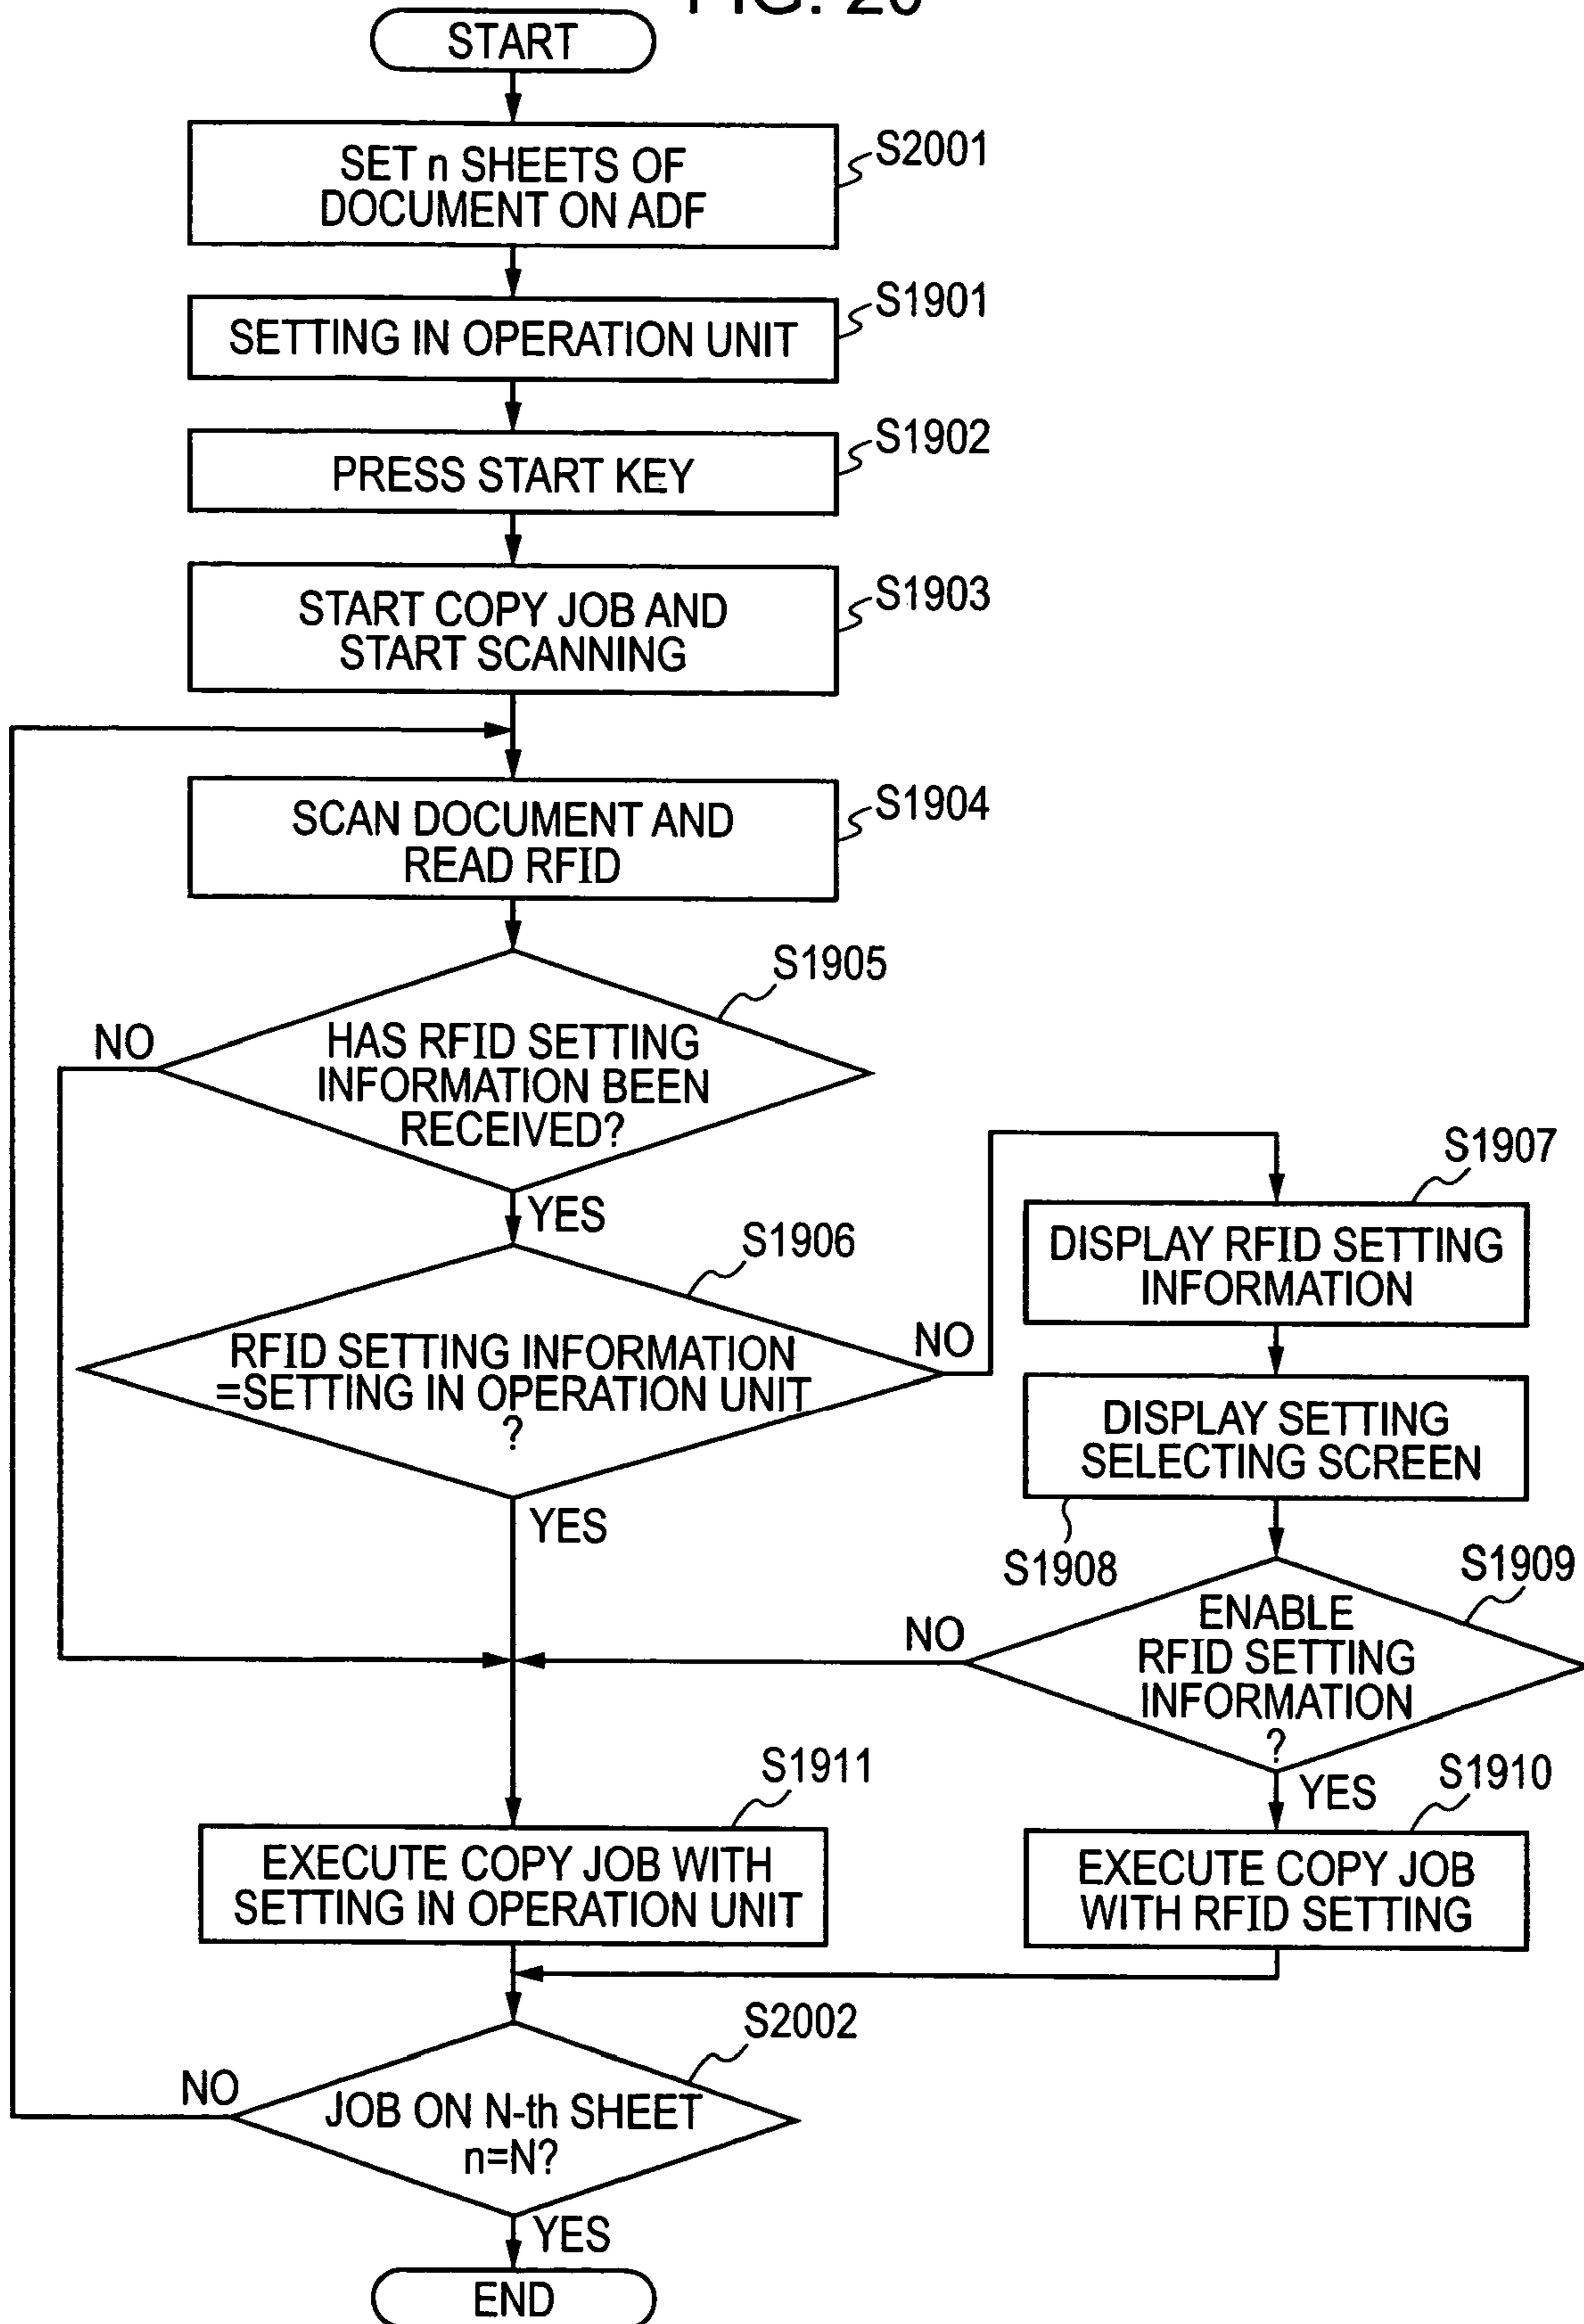 FIG. 20
START
SET n SHEETS OF
DOCUMENT ON ADF
S2001
SETTING IN OPERATION UNIT
S1901
PRESS START KEY
S1902
START COPY JOB AND
START SCANNING
S1903
SCAN DOCUMENT AND
READ RFID
S1904
S1905
NO
HAS RFID SETTING
INFORMATION BEEN
RECEIVED?
YES
S1906
RFID SETTING INFORMATION
=SETTING IN OPERATION UNIT
?
NO
YES
S1907
DISPLAY RFID SETTING
INFORMATION
DISPLAY SETTING
SELECTING SCREEN
S1908
S1909
ENABLE
RFID SETTING
INFORMATION
?
NO
YES
S1911
EXECUTE COPY JOB WITH
SETTING IN OPERATION UNIT
S1910
EXECUTE COPY JOB
WITH RFID SETTING
S2002
NO
JOB ON N-th SHEET
n=N?
YES
END